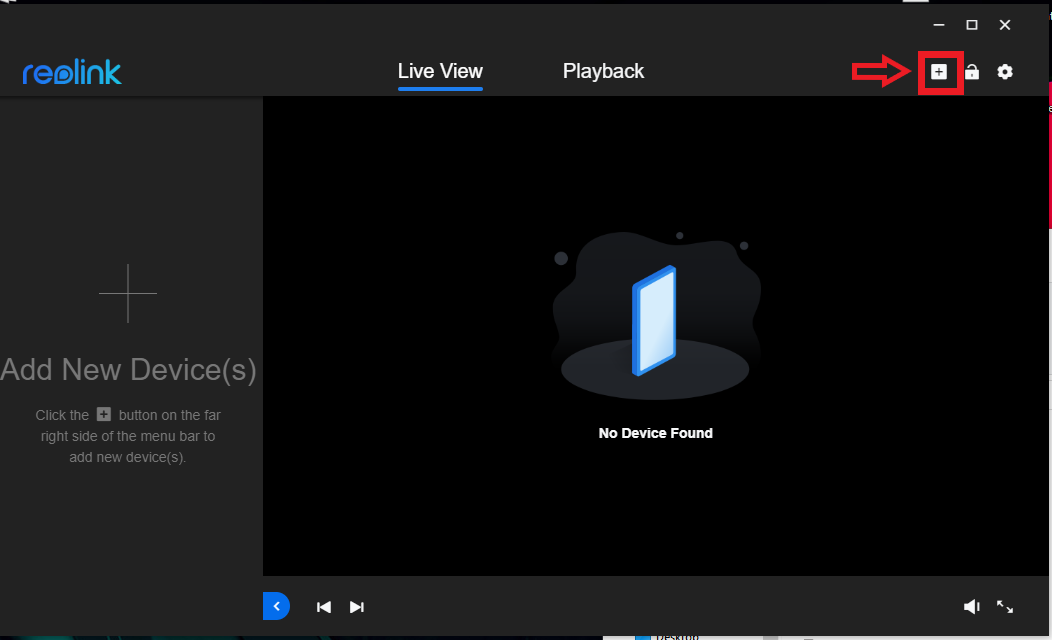 reolink
Live View
Playback
Add New Device(s)
Click the + button on the far
right side of the menu bar to
add new device(s).
No Device Found
Desktop